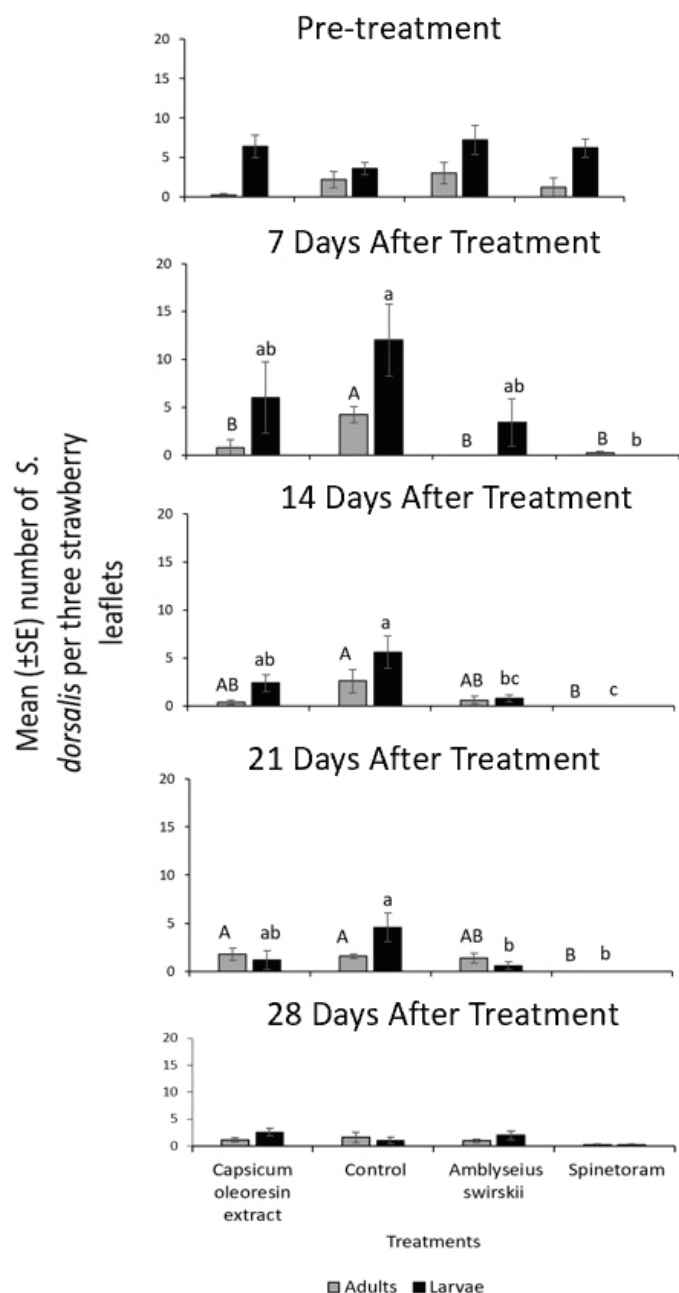 Pre-treatment
20
15
10
5
0
7 Days After Treatment
20
15
10
5
0
B ab A a B ab B b
14 Days After Treatment
20
15
10
5
0
AB ab A a AB bc B c
21 Days After Treatment
20
15
10
5
0
A ab A a AB b B b
28 Days After Treatment
20
15
10
5
0
Capsicum oleoresin extract
Control
Amblyseius swirskii
Spinetoram
Treatments
Adults Larvae
Mean (±SE) number of S.
dorsalis per three strawberry
leaflets